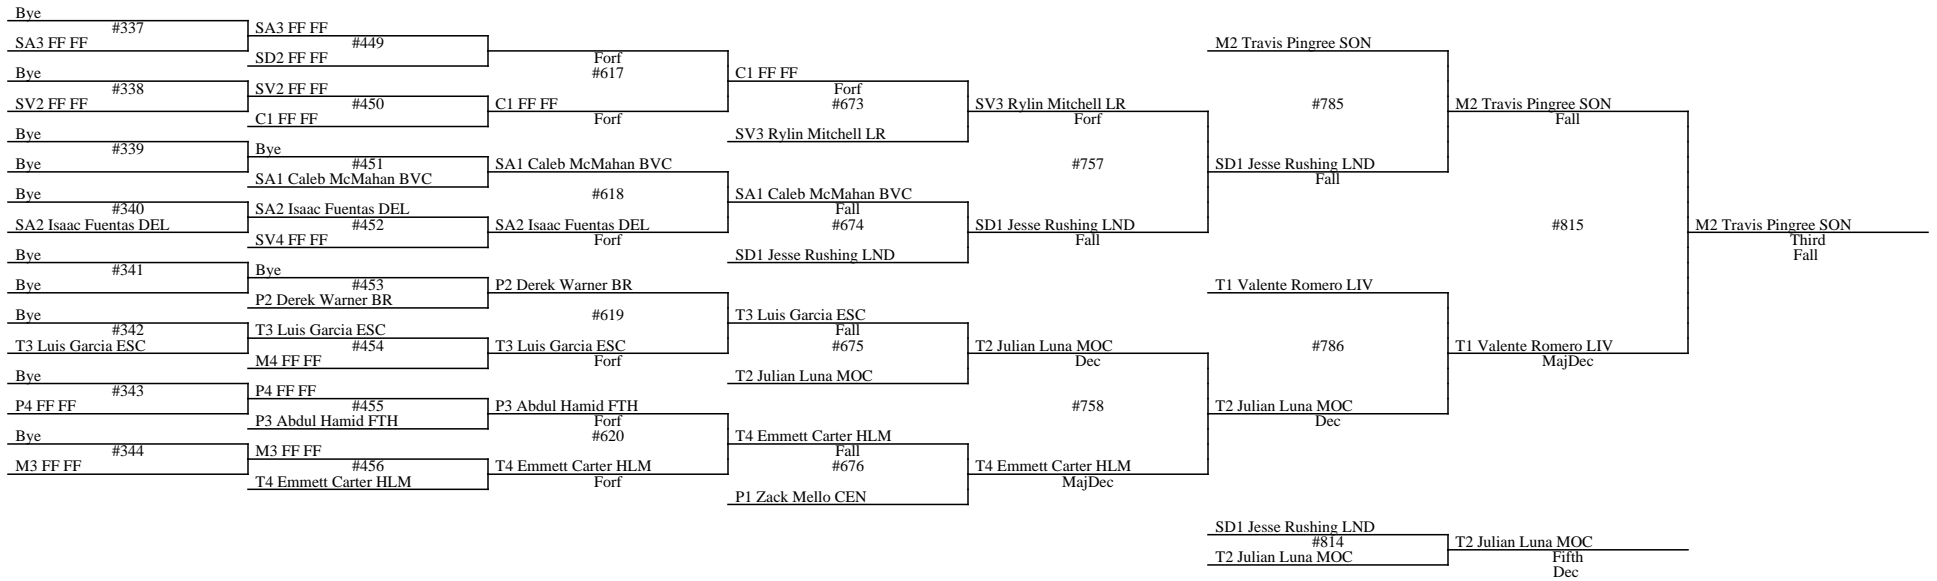 Bye
#337
SA3 FF FF
Bye
#338
SV2 FF FF
Bye
#339
Bye
Bye
#340
SA2 Isaac Fuentas DEL
Bye
#341
Bye
Bye
#342
T3 Luis Garcia ESC
Bye
#343
P4 FF FF
Bye
#344
M3 FF FF
SA3 FF FF
#449
SD2 FF FF
SV2 FF FF
#450
C1 FF FF
Bye
#451
SA1 Caleb McMahan BVC
SA2 Isaac Fuentas DEL
#452
SV4 FF FF
Bye
#453
P2 Derek Warner BR
T3 Luis Garcia ESC
#454
M4 FF FF
P4 FF FF
#455
P3 Abdul Hamid FTH
M3 FF FF
#456
T4 Emmett Carter HLM
Forf
#617
C1 FF FF
Forf
SA1 Caleb McMahan BVC
#618
SA2 Isaac Fuentas DEL
Forf
P2 Derek Warner BR
#619
T3 Luis Garcia ESC
Forf
P3 Abdul Hamid FTH
Forf
#620
T4 Emmett Carter HLM
Forf
C1 FF FF
Forf
#673
SV3 Rylin Mitchell LR
SA1 Caleb McMahan BVC
Fall
#674
SD1 Jesse Rushing LND
T3 Luis Garcia ESC
Fall
#675
T2 Julian Luna MOC
T4 Emmett Carter HLM
Fall
#676
P1 Zack Mello CEN
SV3 Rylin Mitchell LR
Forf
#757
SD1 Jesse Rushing LND
Fall
T2 Julian Luna MOC
Dec
#758
T4 Emmett Carter HLM
MajDec
M2 Travis Pingree SON
#785
SD1 Jesse Rushing LND
Fall
T1 Valente Romero LIV
#786
T2 Julian Luna MOC
Dec
SD1 Jesse Rushing LND
#814
T2 Julian Luna MOC
M2 Travis Pingree SON
Fall
#815
T1 Valente Romero LIV
MajDec
T2 Julian Luna MOC
Fifth
Dec
M2 Travis Pingree SON
Third
Fall